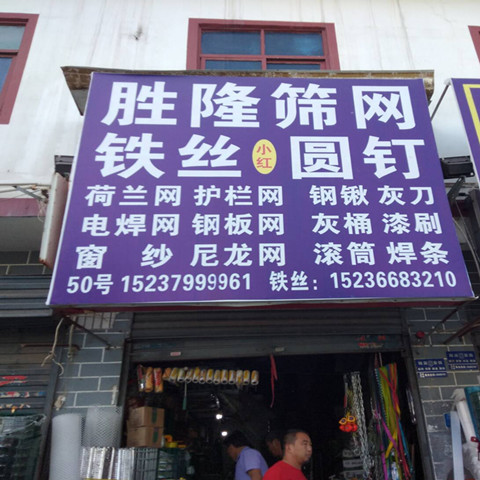 胜隆筛网
铁丝 小红 圆钉
荷兰网 护栏网 钢锹 灰刀
电焊网 钢板网 灰桶 漆刷
窗纱 尼龙网 滚筒 焊条
50号 15237999961 铁丝：15236683210